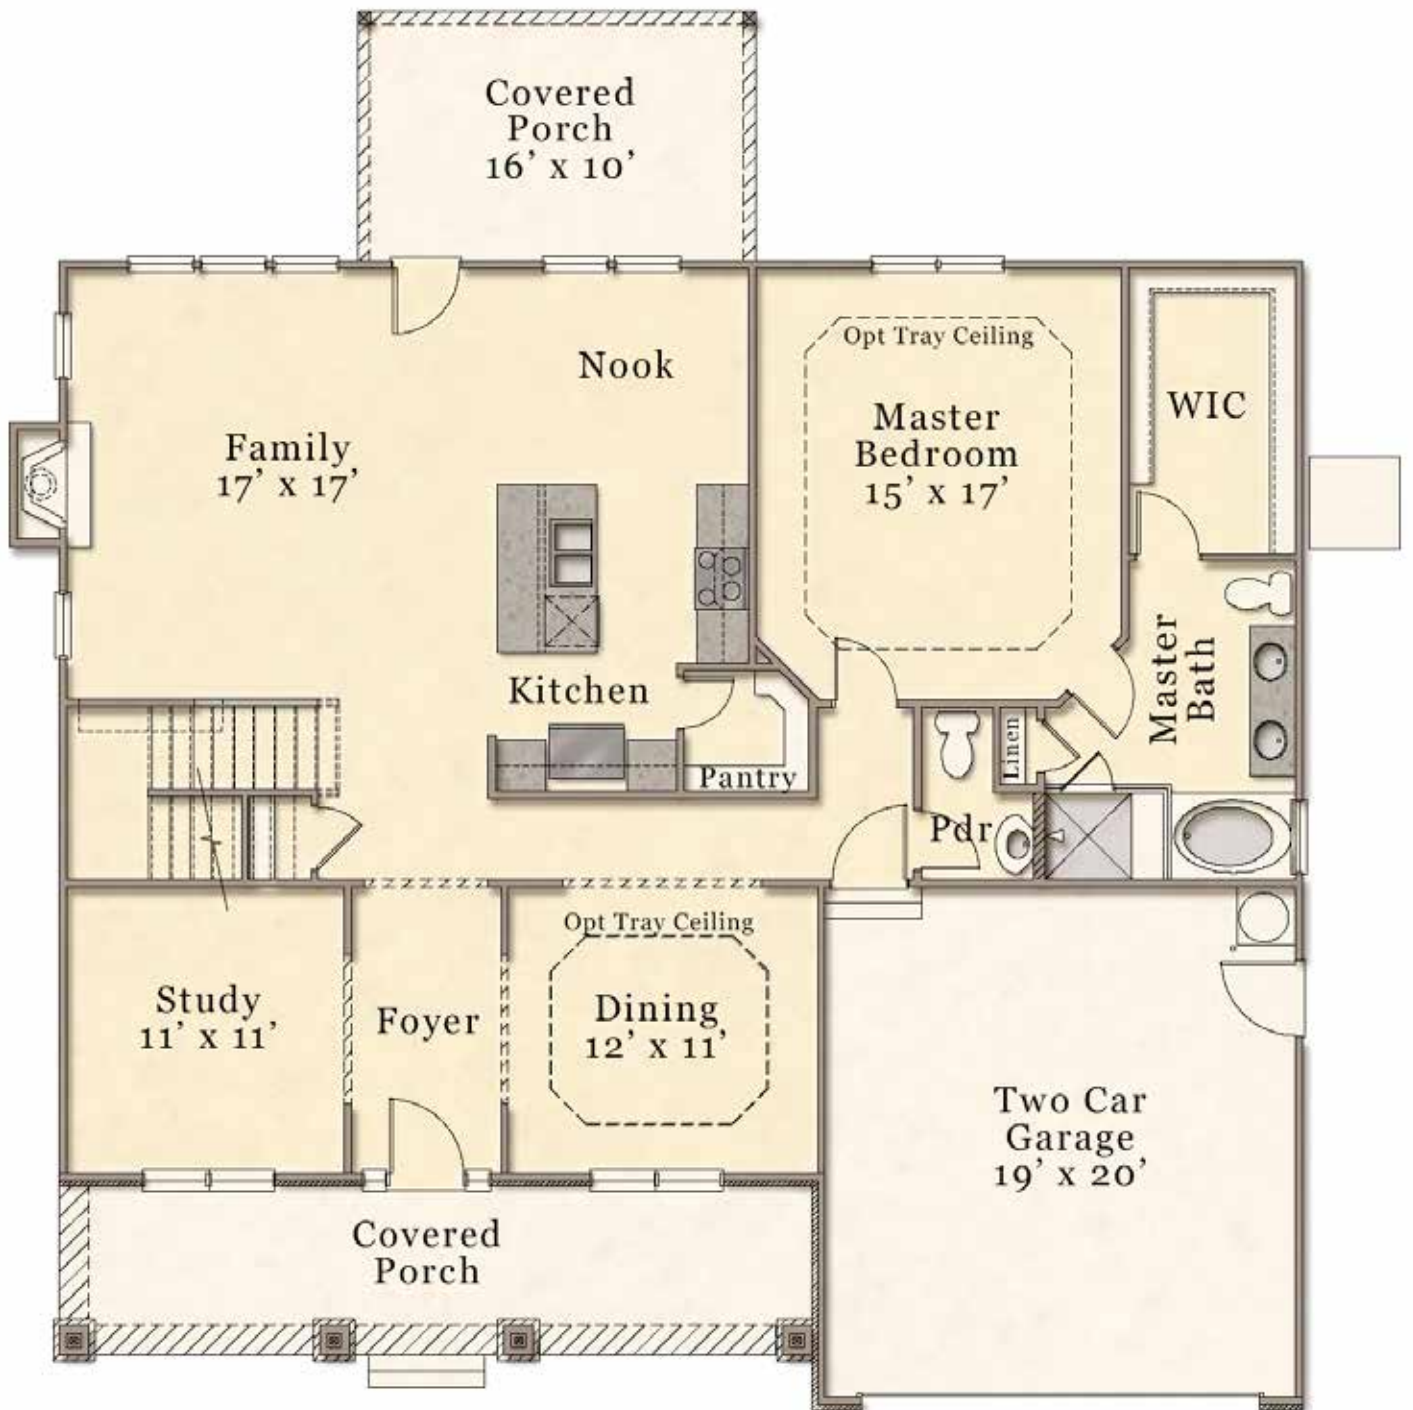 Covered
Porch
16' x 10'
Nook
Opt Tray Ceiling
Master
Bedroom
15' x 17'
WIC
Family
17' x 17'
Kitchen
Pantry
Linen
Master
Bath
Pdr
Study
11' x 11'
Foyer
Opt Tray Ceiling
Dining
12' x 11'
Two Car
Garage
19' x 20'
Covered
Porch